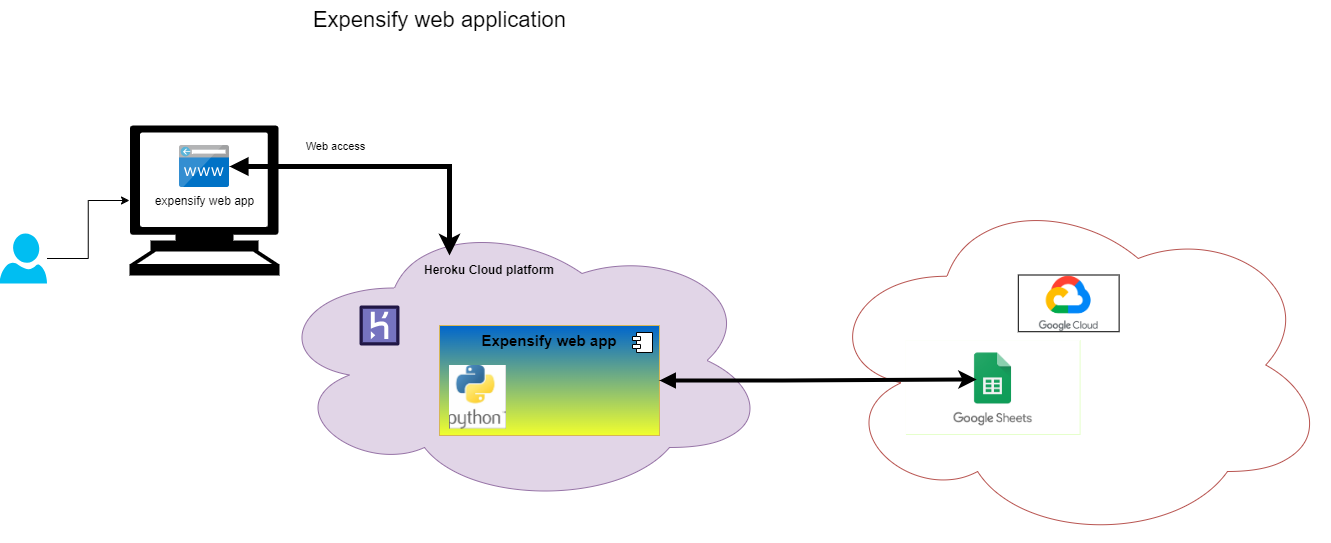 Expensify web application
Web access
www
expensify web app
Heroku Cloud platform
Expensify web app
python
Google Cloud
Google Sheets